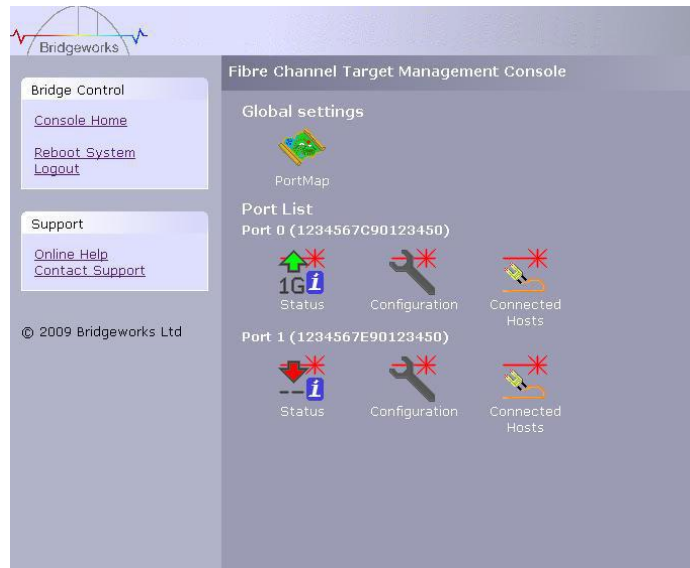 Bridgeworks
Fibre Channel Target Management Console
Bridge Control
Console Home
Reboot System
Logout
Support
Online Help
Contact Support
© 2009 Bridgeworks Ltd
Global settings
PortMap
Port List
Port 0 (1234567C90123450)
1G i
Status
Configuration
Connected
Hosts
Port 1 (1234567E90123450)
-- i
Status
Configuration
Connected
Hosts